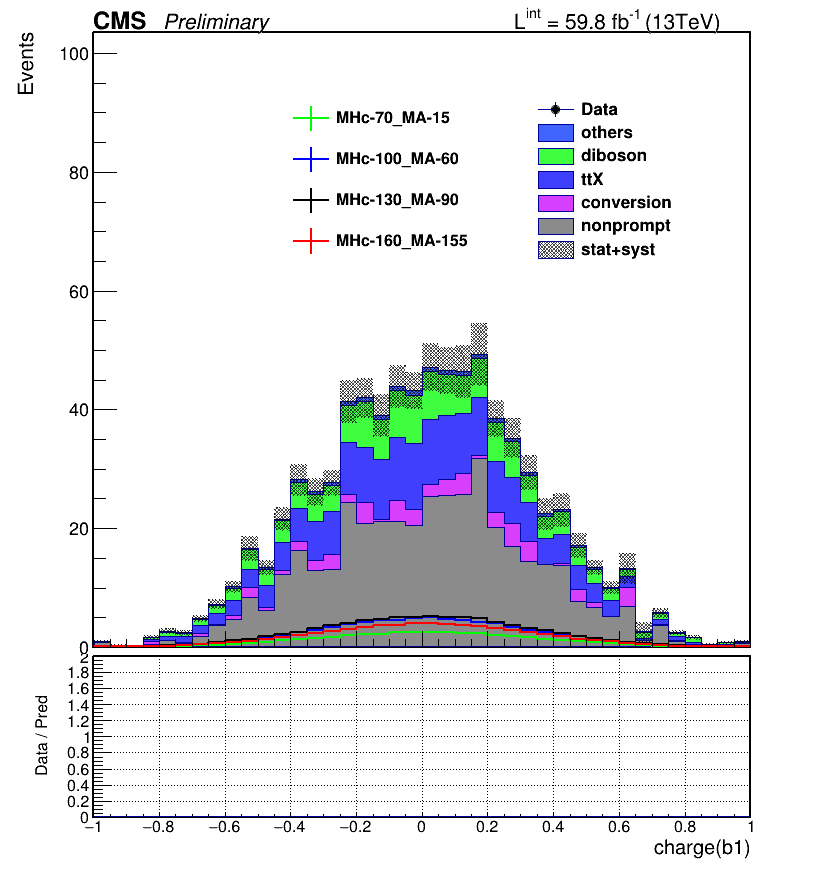 CMS Preliminary L^int = 59.8 fb^-1 (13TeV)
Events
100
80
60
40
20
0
MHc-70_MA-15
MHc-100_MA-60
MHc-130_MA-90
MHc-160_MA-155
Data
others
diboson
ttX
conversion
nonprompt
stat+syst
Data / Pred
2
1.8
1.6
1.4
1.2
1
0.8
0.6
0.4
0.2
0
−1 −0.8 −0.6 −0.4 −0.2 0 0.2 0.4 0.6 0.8 1
charge(b1)